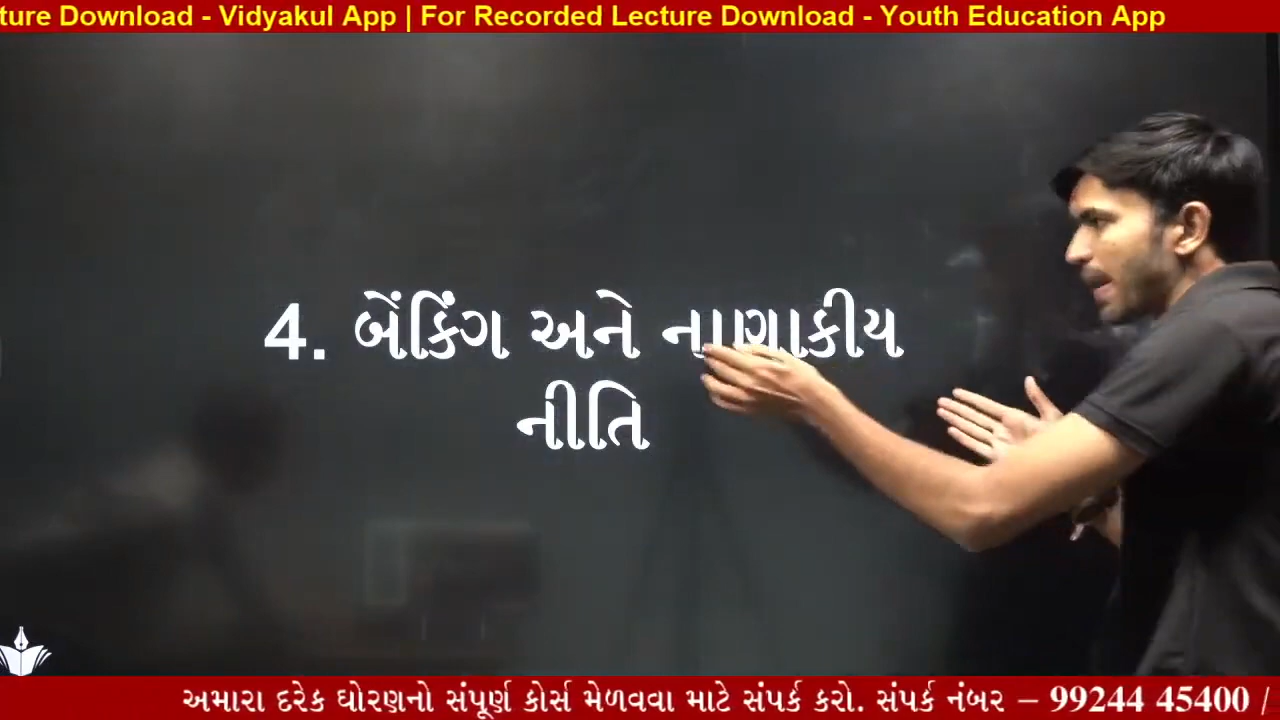 ture Download - Vidyakul App | For Recorded Lecture Download - Youth Education App
4. બેંકિંગ અને નાણાકીય
નીતિ
અમારા દરેક ધોરણનો સંપૂર્ણ કોર્સ મેળવવા માટે સંપર્ક કરો. સંપર્ક નંબર – 99244 45400 /